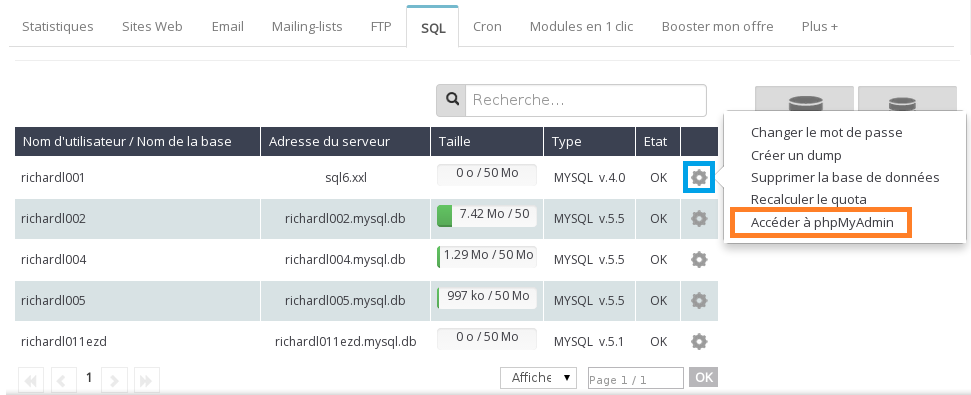 Statistiques Sites Web Email Mailing-lists FTP SQL Cron Modules en 1 clic Booster mon offre Plus +
Recherche...
Nom d'utilisateur / Nom de la base Adresse du serveur Taille Type Etat
richardl001 sql6.xxl 0 o / 50 Mo MYSQL v.4.0 OK
richardl002 richardl002.mysql.db 7.42 Mo / 50 MYSQL v.5.5 OK
richardl004 richardl004.mysql.db 1.29 Mo / 50 Mo MYSQL v.5.5 OK
richardl005 richardl005.mysql.db 997 ko / 50 Mo MYSQL v.5.5 OK
richardl011ezd richardl011ezd.mysql.db 0 o / 50 Mo MYSQL v.5.1 OK
1 Affiche Page 1 / 1 OK
Changer le mot de passe
Créer un dump
Supprimer la base de données
Recalculer le quota
Accéder à phpMyAdmin